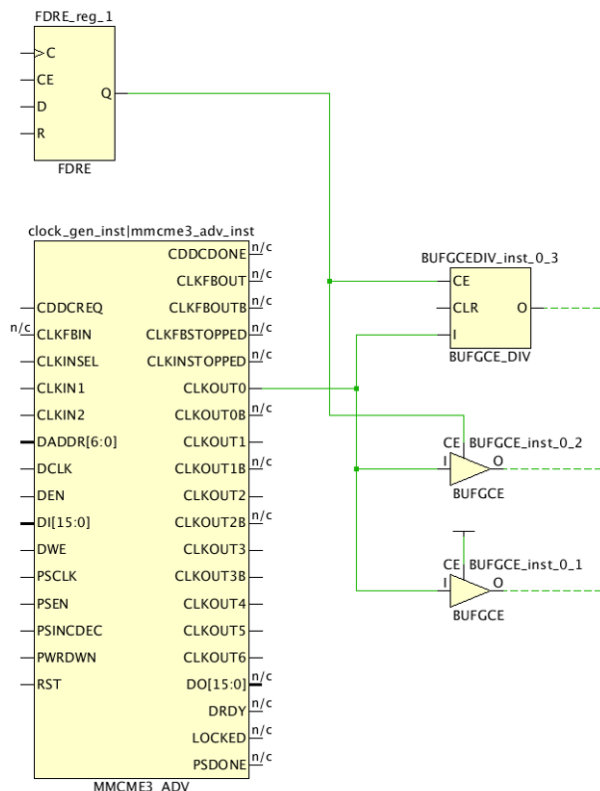 FDRE_reg_1
C
CE
D
R
Q
FDRE
clock_gen_inst|mmcme3_adv_inst
CDDCDONE n/c
CLKFBOUT n/c
CDDCREQ CLKFBOUTB n/c
n/c CLKFBIN CLKFBSTOPPED n/c
CLKINSEL CLKINSTOPPED n/c
CLKIN1 CLKOUT0
CLKIN2 CLKOUT0B n/c
DADDR[6:0] CLKOUT1
DCLK CLKOUT1B n/c
DEN CLKOUT2
DI[15:0] CLKOUT2B n/c
DWE CLKOUT3
PSCLK CLKOUT3B n/c
PSEN CLKOUT4
PSINCDEC CLKOUT5
PWRDWN CLKOUT6
RST DO[15:0] n/c
DRDY n/c
LOCKED n/c
PSDONE n/c
MMCME3_ADV
BUFGCEDIV_inst_0_3
CE
CLR O
I
BUFGCE_DIV
CE BUFGCE_inst_0_2
I O
BUFGCE
CE BUFGCE_inst_0_1
I O
BUFGCE